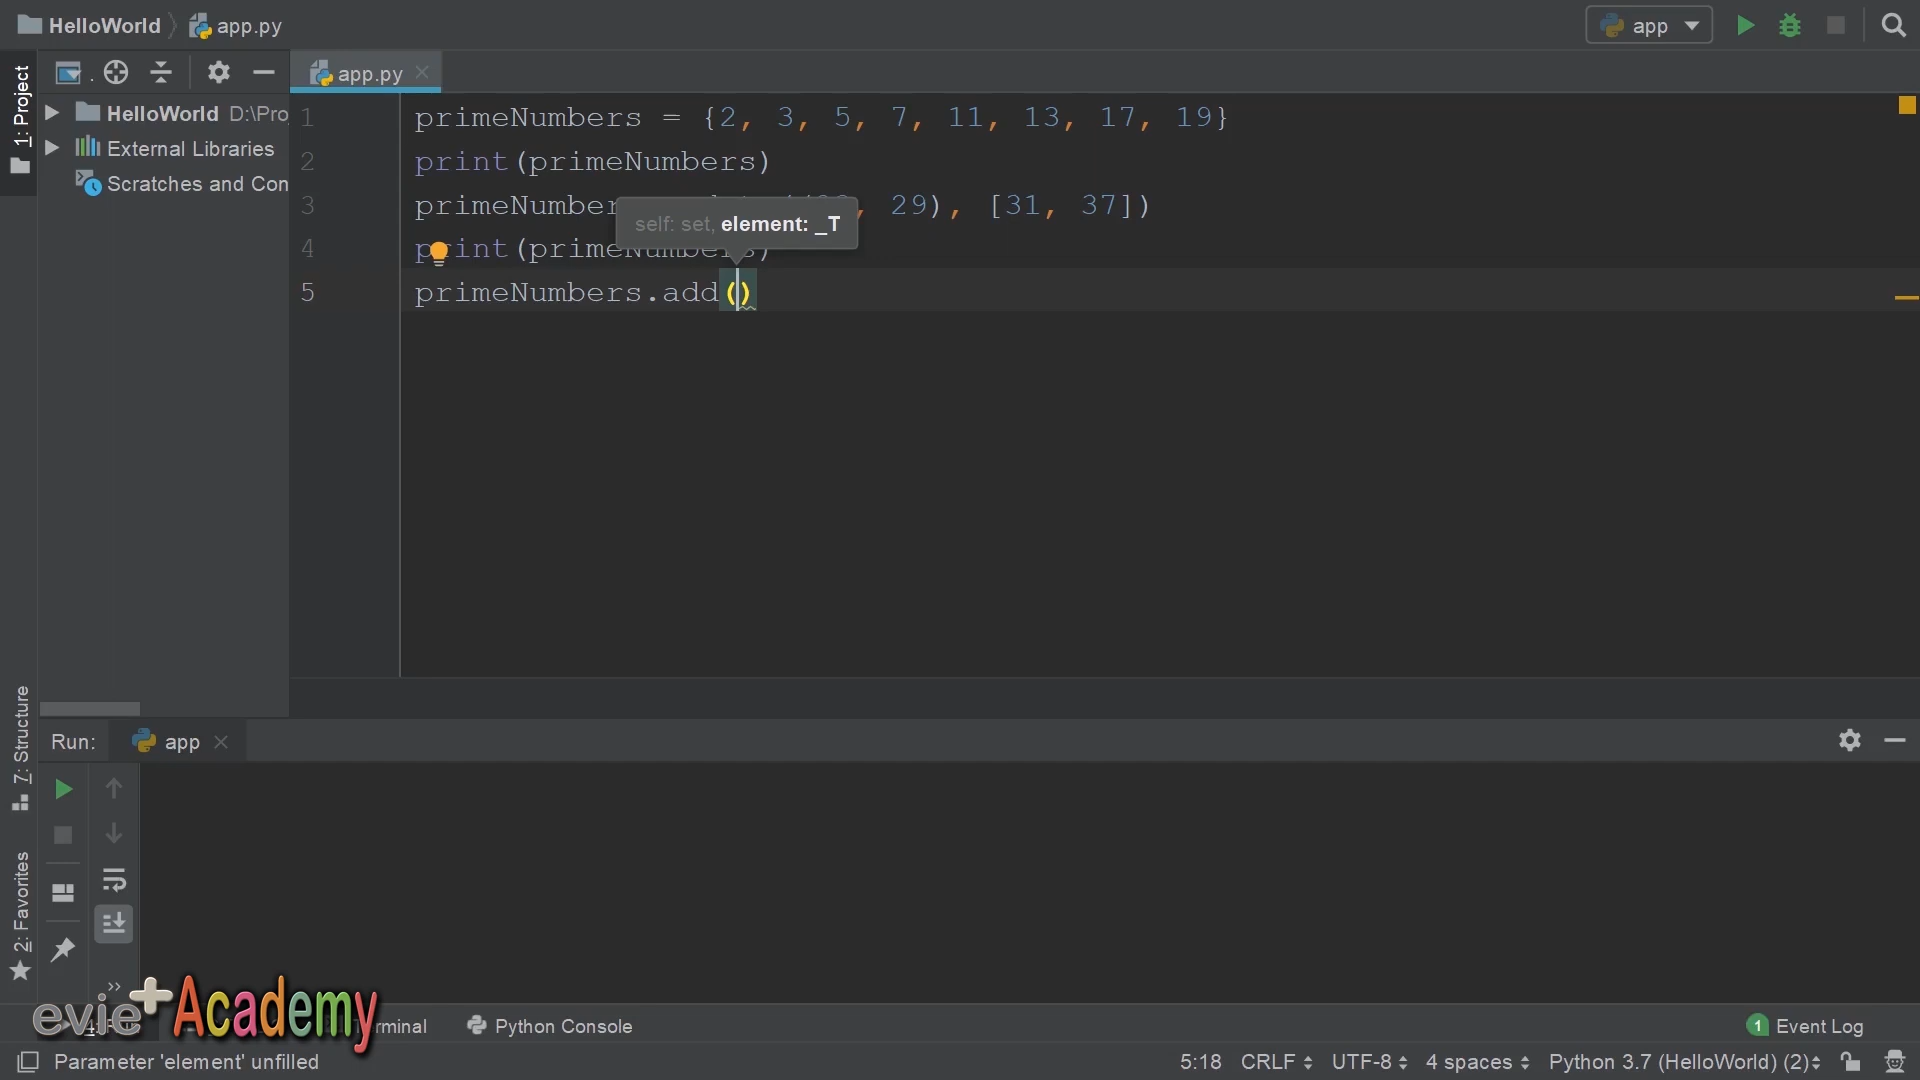 HelloWorld app.py
app
1: Project
app.py
HelloWorld D:\Pro
External Libraries
Scratches and Con
1 primeNumbers = {2, 3, 5, 7, 11, 13, 17, 19}
2 print(primeNumbers)
3 primeNumber , 29), [31, 37])
self: set, element: _T
4 print(primeNumbers)
5 primeNumbers.add()
7: Structure
2: Favorites
Run: app
evie+Academy
rminal Python Console
1 Event Log
Parameter 'element' unfilled
5:18 CRLF UTF-8 4 spaces Python 3.7 (HelloWorld) (2)